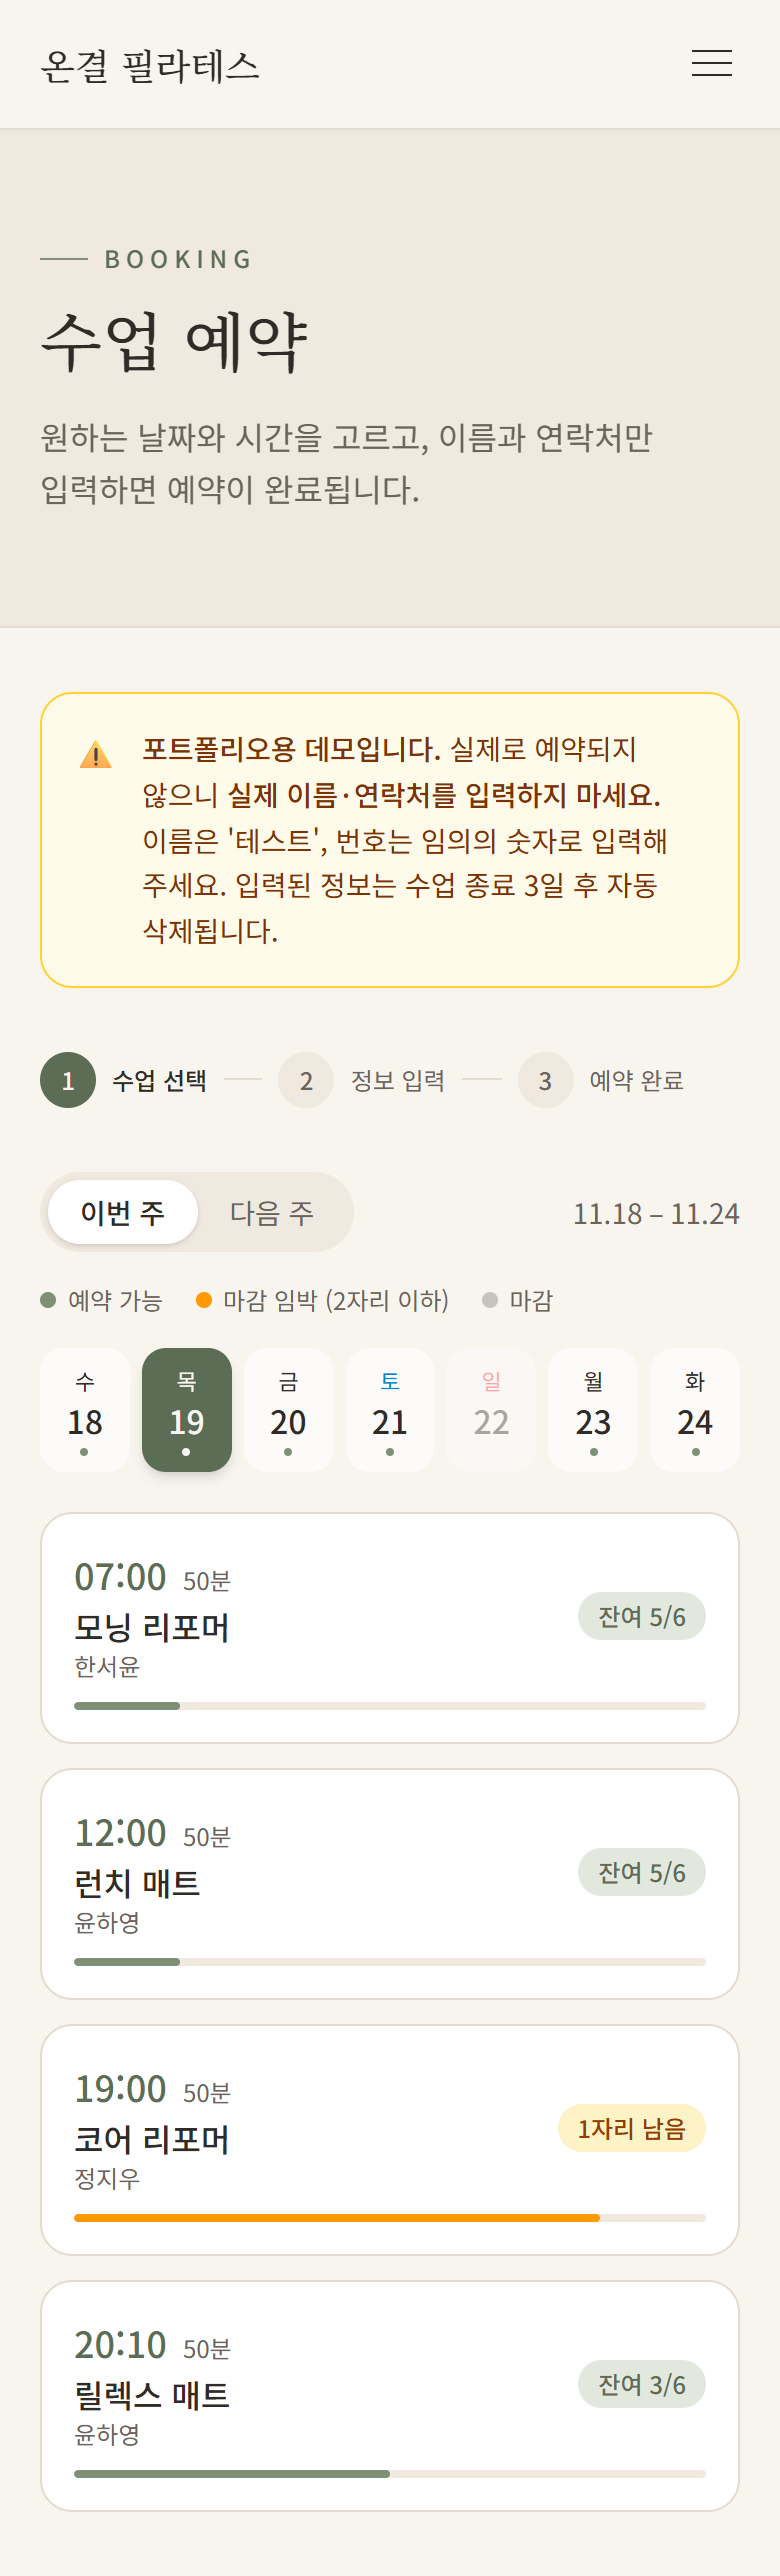 온결 필라테스
BOOKING
수업 예약
원하는 날짜와 시간을 고르고, 이름과 연락처만
입력하면 예약이 완료됩니다.
포트폴리오용 데모입니다. 실제로 예약되지
않으니 실제 이름·연락처를 입력하지 마세요.
이름은 '테스트', 번호는 임의의 숫자로 입력해
주세요. 입력된 정보는 수업 종료 3일 후 자동
삭제됩니다.
1 수업 선택 2 정보 입력 3 예약 완료
이번 주 다음 주 11.18 – 11.24
예약 가능 마감 임박 (2자리 이하) 마감
수 목 금 토 일 월 화
18 19 20 21 22 23 24
07:00 50분
모닝 리포머
한서윤
잔여 5/6
12:00 50분
런치 매트
윤하영
잔여 5/6
19:00 50분
코어 리포머
정지우
1자리 남음
20:10 50분
릴렉스 매트
윤하영
잔여 3/6